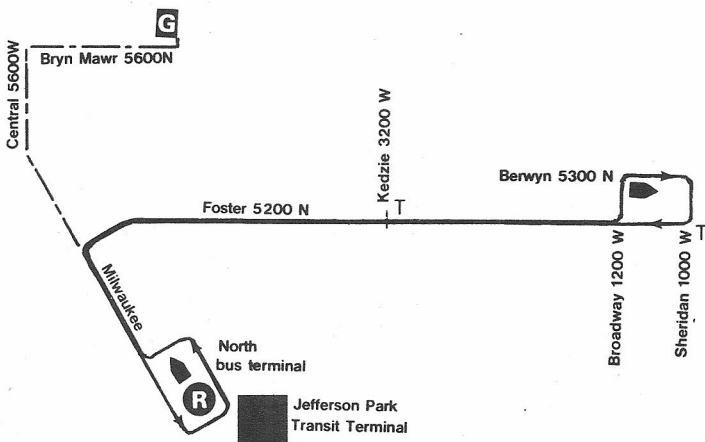 G
Bryn Mawr 5600N
Central 5600W
Kedzie 3200 W
Berwyn 5300 N
Foster 5200 N
T
T
Broadway 1200 W
Sheridan 1000 W
Milwaukee
North
bus terminal
R
Jefferson Park
Transit Terminal